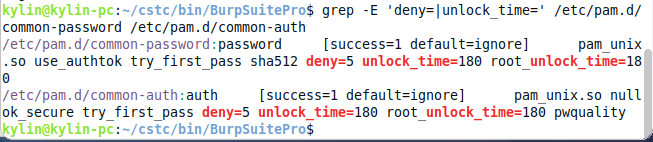 kylin@kylin-pc:~/cstc/bin/BurpSuitePro$ grep -E 'deny=|unlock_time=' /etc/pam.d/
common-password /etc/pam.d/common-auth
/etc/pam.d/common-password:password     [success=1 default=ignore]      pam_unix
.so use_authtok try_first_pass sha512 deny=5 unlock_time=180 root_unlock_time=18
0
/etc/pam.d/common-auth:auth     [success=1 default=ignore]      pam_unix.so null
ok_secure try_first_pass deny=5 unlock_time=180 root_unlock_time=180 pwquality
kylin@kylin-pc:~/cstc/bin/BurpSuitePro$